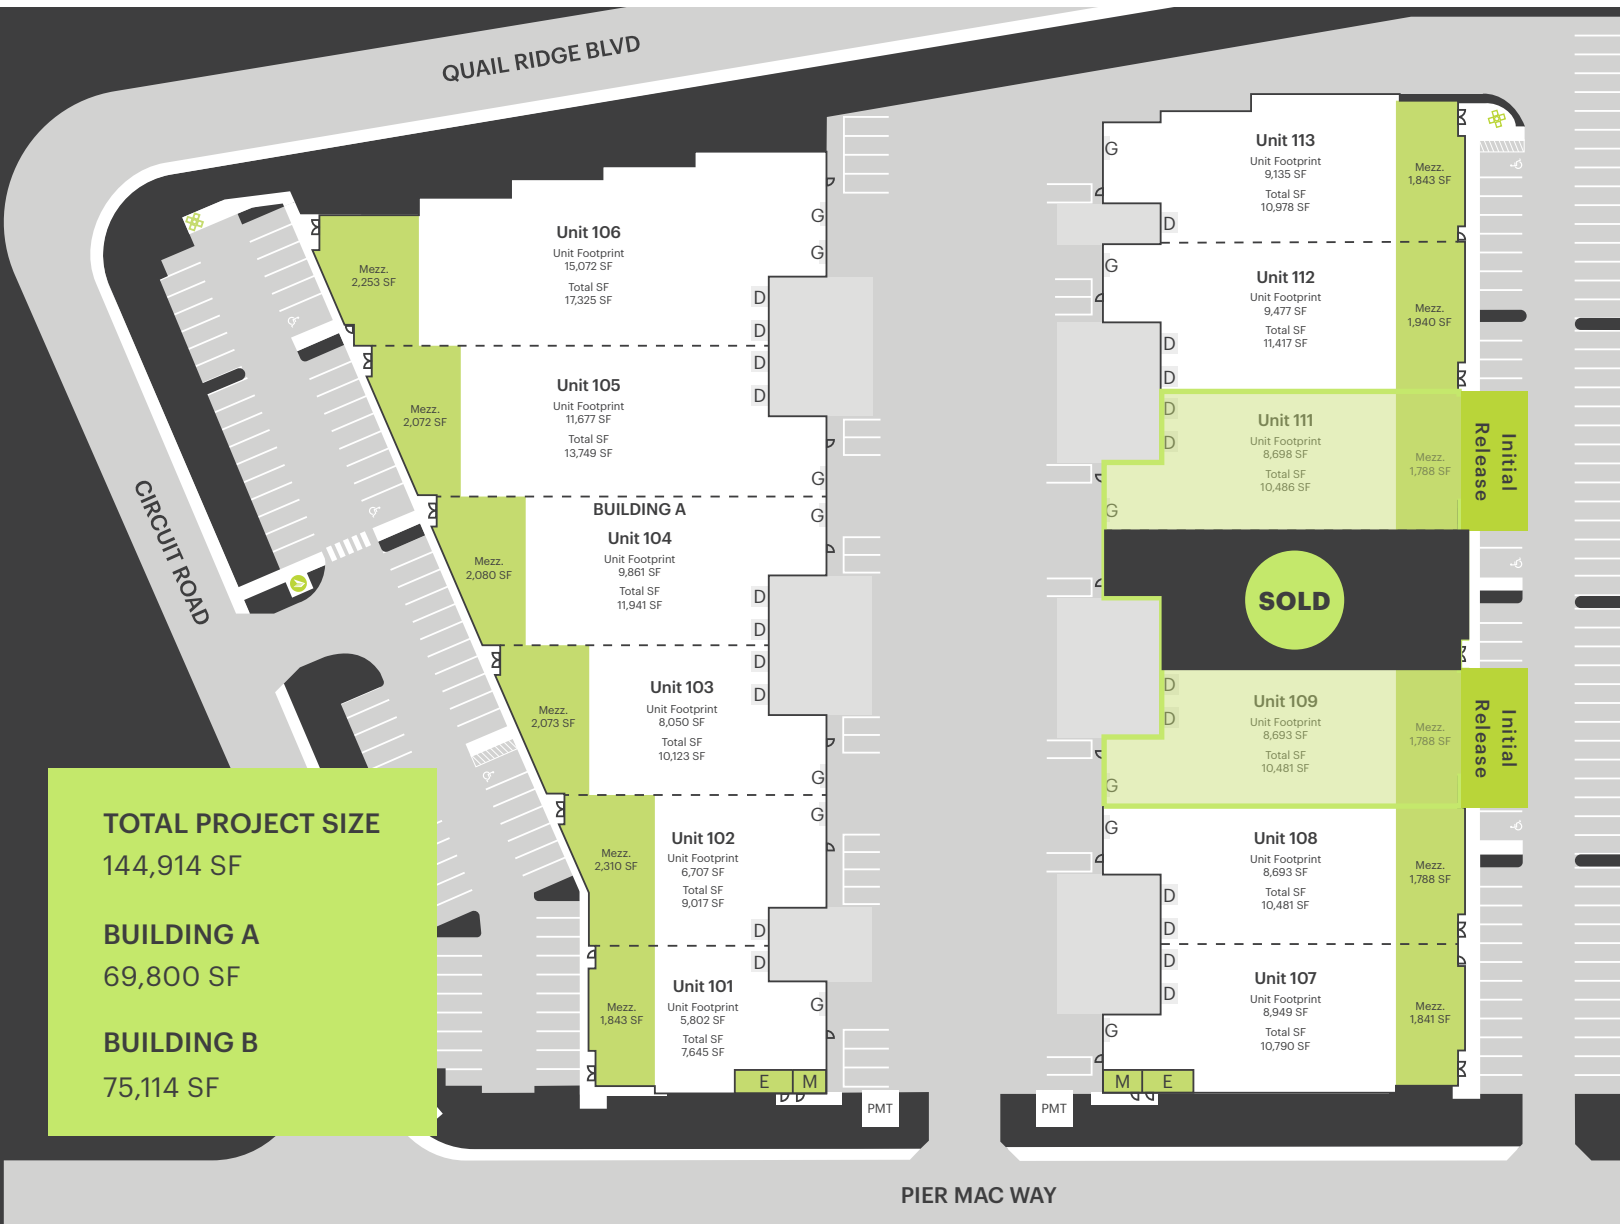 QUAIL RIDGE BLVD
CIRCUIT ROAD
Unit 106
Unit Footprint
15,072 SF
Total SF
17,325 SF
Mezz.
2,253 SF
G
G
D
D
Unit 105
Unit Footprint
11,677 SF
Total SF
13,749 SF
Mezz.
2,072 SF
D
D
G
BUILDING A
Unit 104
Unit Footprint
9,861 SF
Total SF
11,941 SF
Mezz.
2,080 SF
G
D
D
Unit 103
Unit Footprint
8,050 SF
Total SF
10,123 SF
Mezz.
2,073 SF
D
D
G
Unit 102
Unit Footprint
6,707 SF
Total SF
9,017 SF
Mezz.
2,310 SF
G
D
Unit 101
Unit Footprint
5,802 SF
Total SF
7,645 SF
Mezz.
1,843 SF
D
G
E
M
PMT
Unit 113
Unit Footprint
9,135 SF
Total SF
10,978 SF
Mezz.
1,843 SF
G
D
Unit 112
Unit Footprint
9,477 SF
Total SF
11,417 SF
Mezz.
1,940 SF
G
D
D
Unit 111
Unit Footprint
8,698 SF
Total SF
10,486 SF
Mezz.
1,788 SF
D
D
G
Initial
Release
SOLD
Unit 109
Unit Footprint
8,693 SF
Total SF
10,481 SF
Mezz.
1,788 SF
D
D
G
Initial
Release
Unit 108
Unit Footprint
8,693 SF
Total SF
10,481 SF
Mezz.
1,788 SF
G
D
D
Unit 107
Unit Footprint
8,949 SF
Total SF
10,790 SF
Mezz.
1,841 SF
D
D
G
M
E
PMT
TOTAL PROJECT SIZE
144,914 SF
BUILDING A
69,800 SF
BUILDING B
75,114 SF
PIER MAC WAY